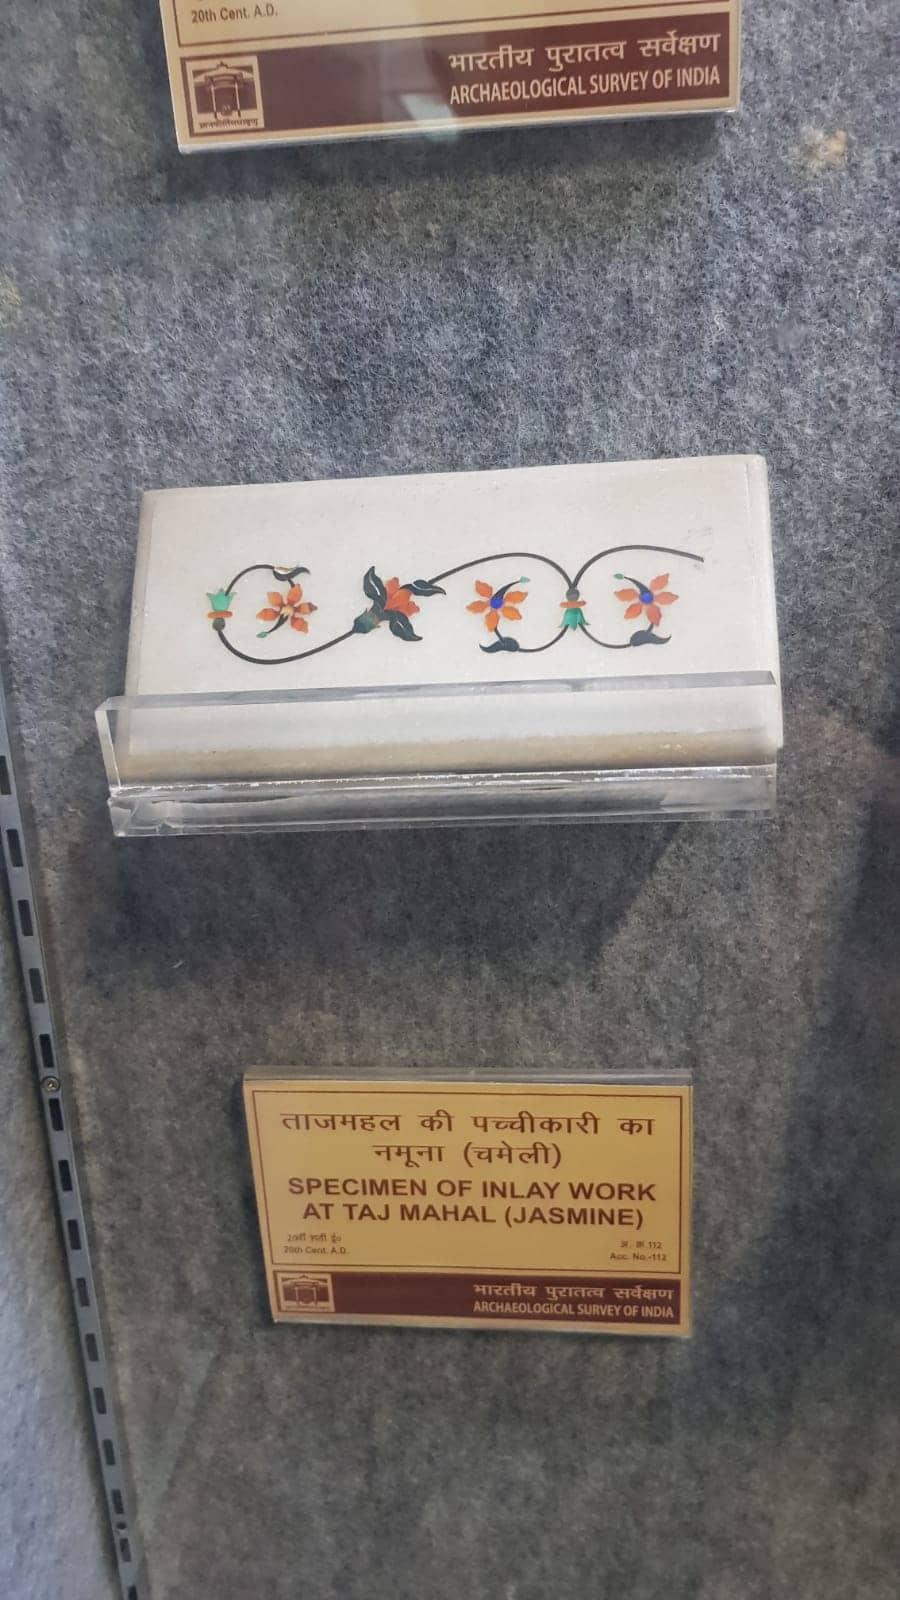 20th Cent. A.D.
भारतीय पुरातत्व सर्वेक्षण
ARCHAEOLOGICAL SURVEY OF INDIA
ताजमहल की पच्चीकारी का
नमूना (चमेली)
SPECIMEN OF INLAY WORK
AT TAJ MAHAL (JASMINE)
20वीं शती ई० अ. क्र.112
20th Cent. A.D. Acc. No.-112
भारतीय पुरातत्व सर्वेक्षण
ARCHAEOLOGICAL SURVEY OF INDIA